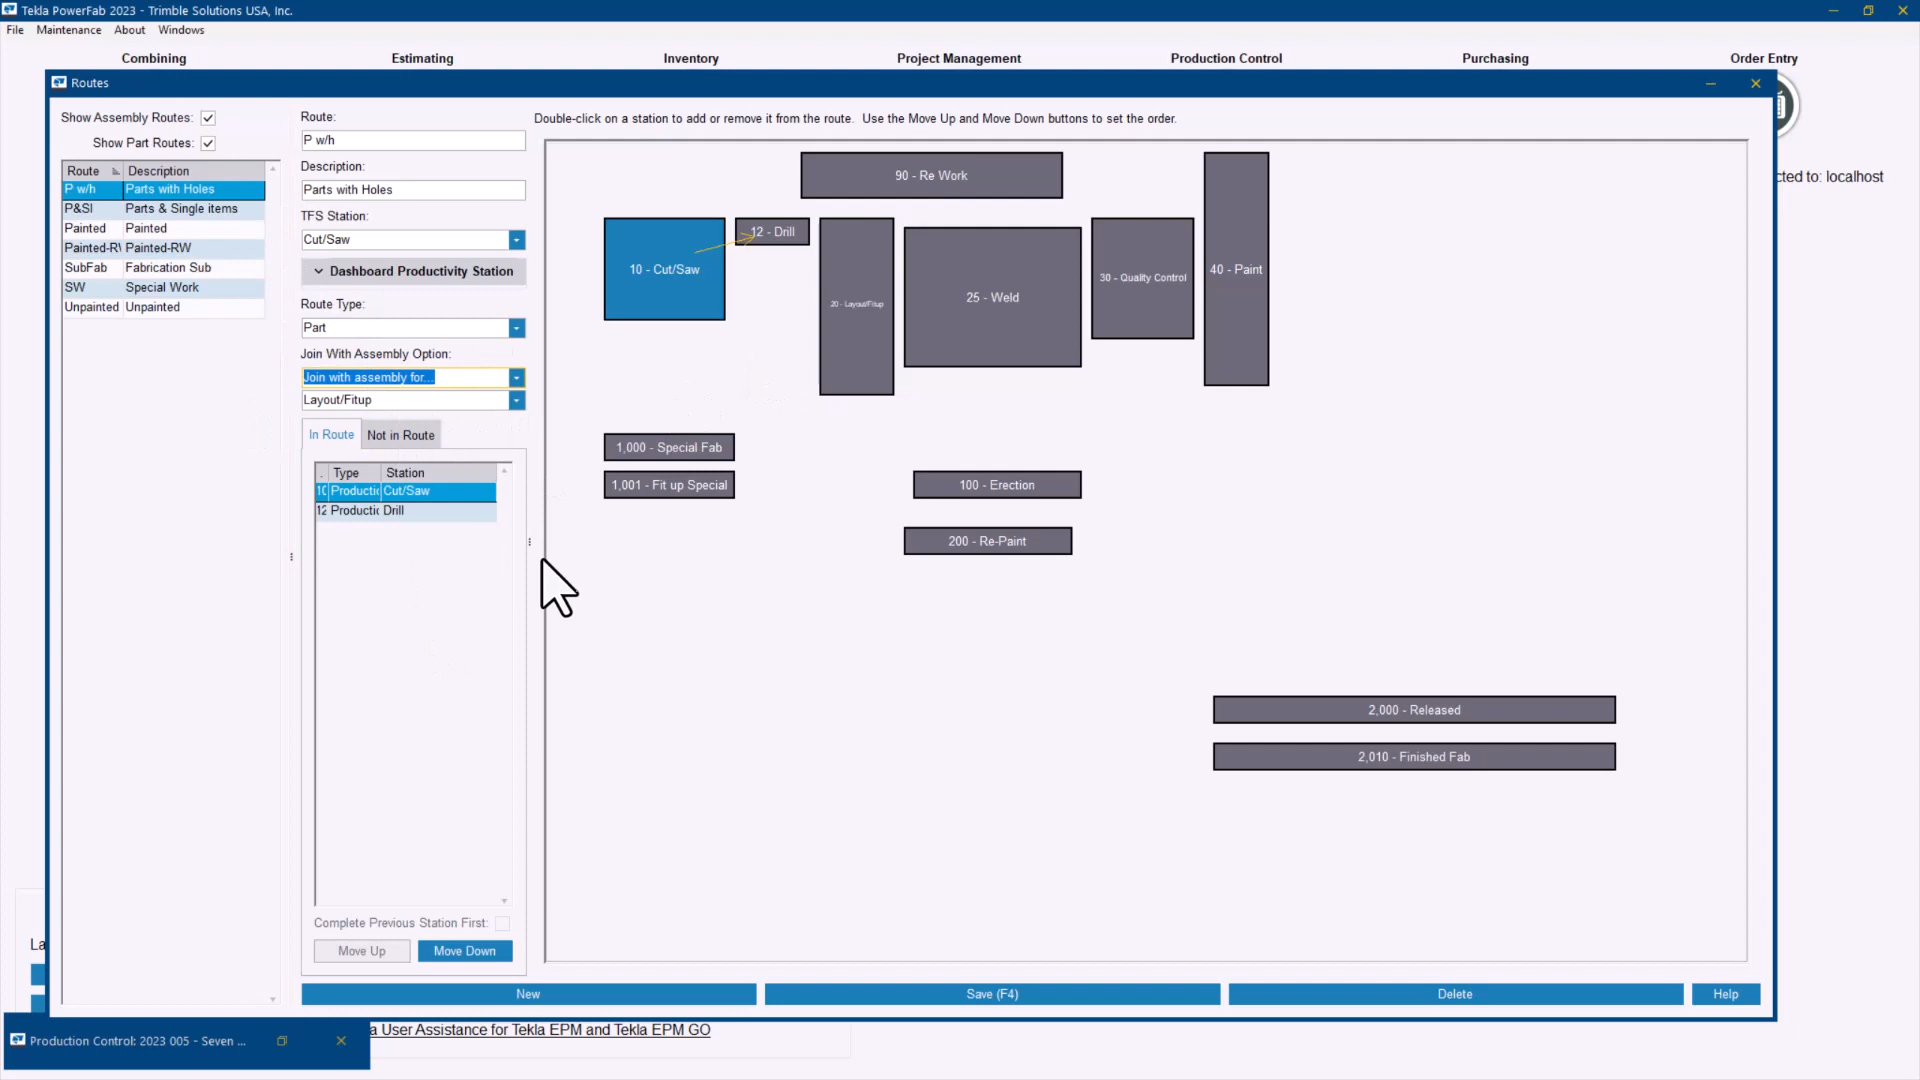 Tekla PowerFab 2023 - Trimble Solutions USA, Inc.
File Maintenance About Windows
Combining Estimating Inventory Project Management Production Control Purchasing Order Entry
Routes
Show Assembly Routes:
Show Part Routes:
Route Description
P w/h Parts with Holes
P&SI Parts & Single items
Painted Painted
Painted-RW Painted-RW
SubFab Fabrication Sub
SW Special Work
Unpainted Unpainted
Route:
P w/h
Description:
Parts with Holes
TFS Station:
Cut/Saw
Dashboard Productivity Station
Route Type:
Part
Join With Assembly Option:
Join with assembly for...
Layout/Fitup
In Route Not in Route
. Type Station
10 Productic Cut/Saw
12 Productic Drill
Complete Previous Station First:
Move Up Move Down
Double-click on a station to add or remove it from the route. Use the Move Up and Move Down buttons to set the order.
90 - Re Work
10 - Cut/Saw
12 - Drill
20 - Layout/Fitup
25 - Weld
30 - Quality Control
40 - Paint
1,000 - Special Fab
1,001 - Fit up Special
100 - Erection
200 - Re-Paint
2,000 - Released
2,010 - Finished Fab
New Save (F4) Delete Help
cted to: localhost
La
a User Assistance for Tekla EPM and Tekla EPM GO
Production Control: 2023 005 - Seven ...